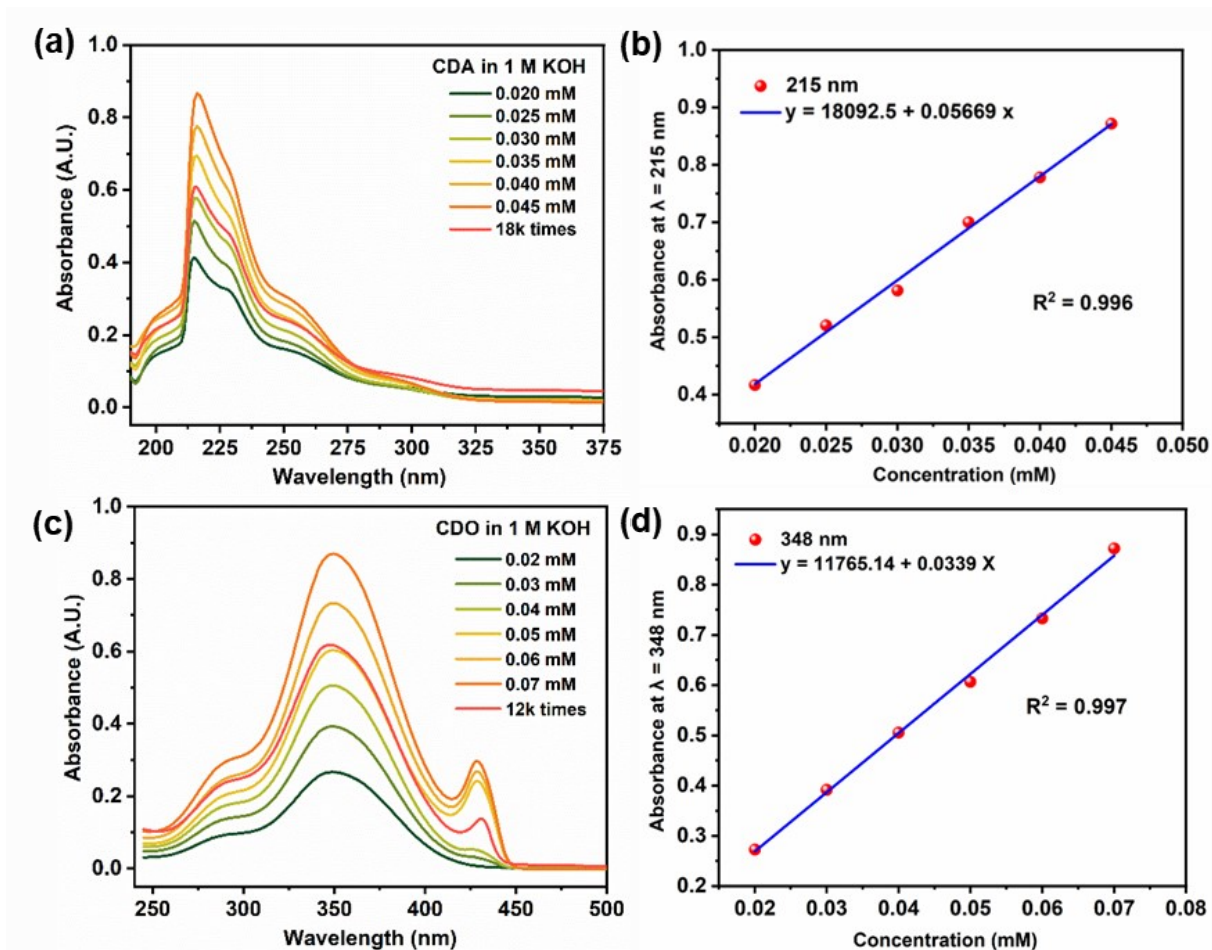 (a)
Absorbance (A.U.)
1.0
0.8
0.6
0.4
0.2
0.0
CDA in 1 M KOH
0.020 mM
0.025 mM
0.030 mM
0.035 mM
0.040 mM
0.045 mM
18k times
200 225 250 275 300 325 350 375
Wavelength (nm)
(b)
Absorbance at λ = 215 nm
1.0
0.9
0.8
0.7
0.6
0.5
0.4
215 nm
y = 18092.5 + 0.05669 x
R² = 0.996
0.020 0.025 0.030 0.035 0.040 0.045 0.050
Concentration (mM)
(c)
Absorbance (A.U.)
1.0
0.8
0.6
0.4
0.2
0.0
CDO in 1 M KOH
0.02 mM
0.03 mM
0.04 mM
0.05 mM
0.06 mM
0.07 mM
12k times
250 300 350 400 450 500
Wavelength (nm)
(d)
Absorbance at λ = 348 nm
0.9
0.8
0.7
0.6
0.5
0.4
0.3
0.2
348 nm
y = 11765.14 + 0.0339 X
R² = 0.997
0.02 0.03 0.04 0.05 0.06 0.07 0.08
Concentration (mM)